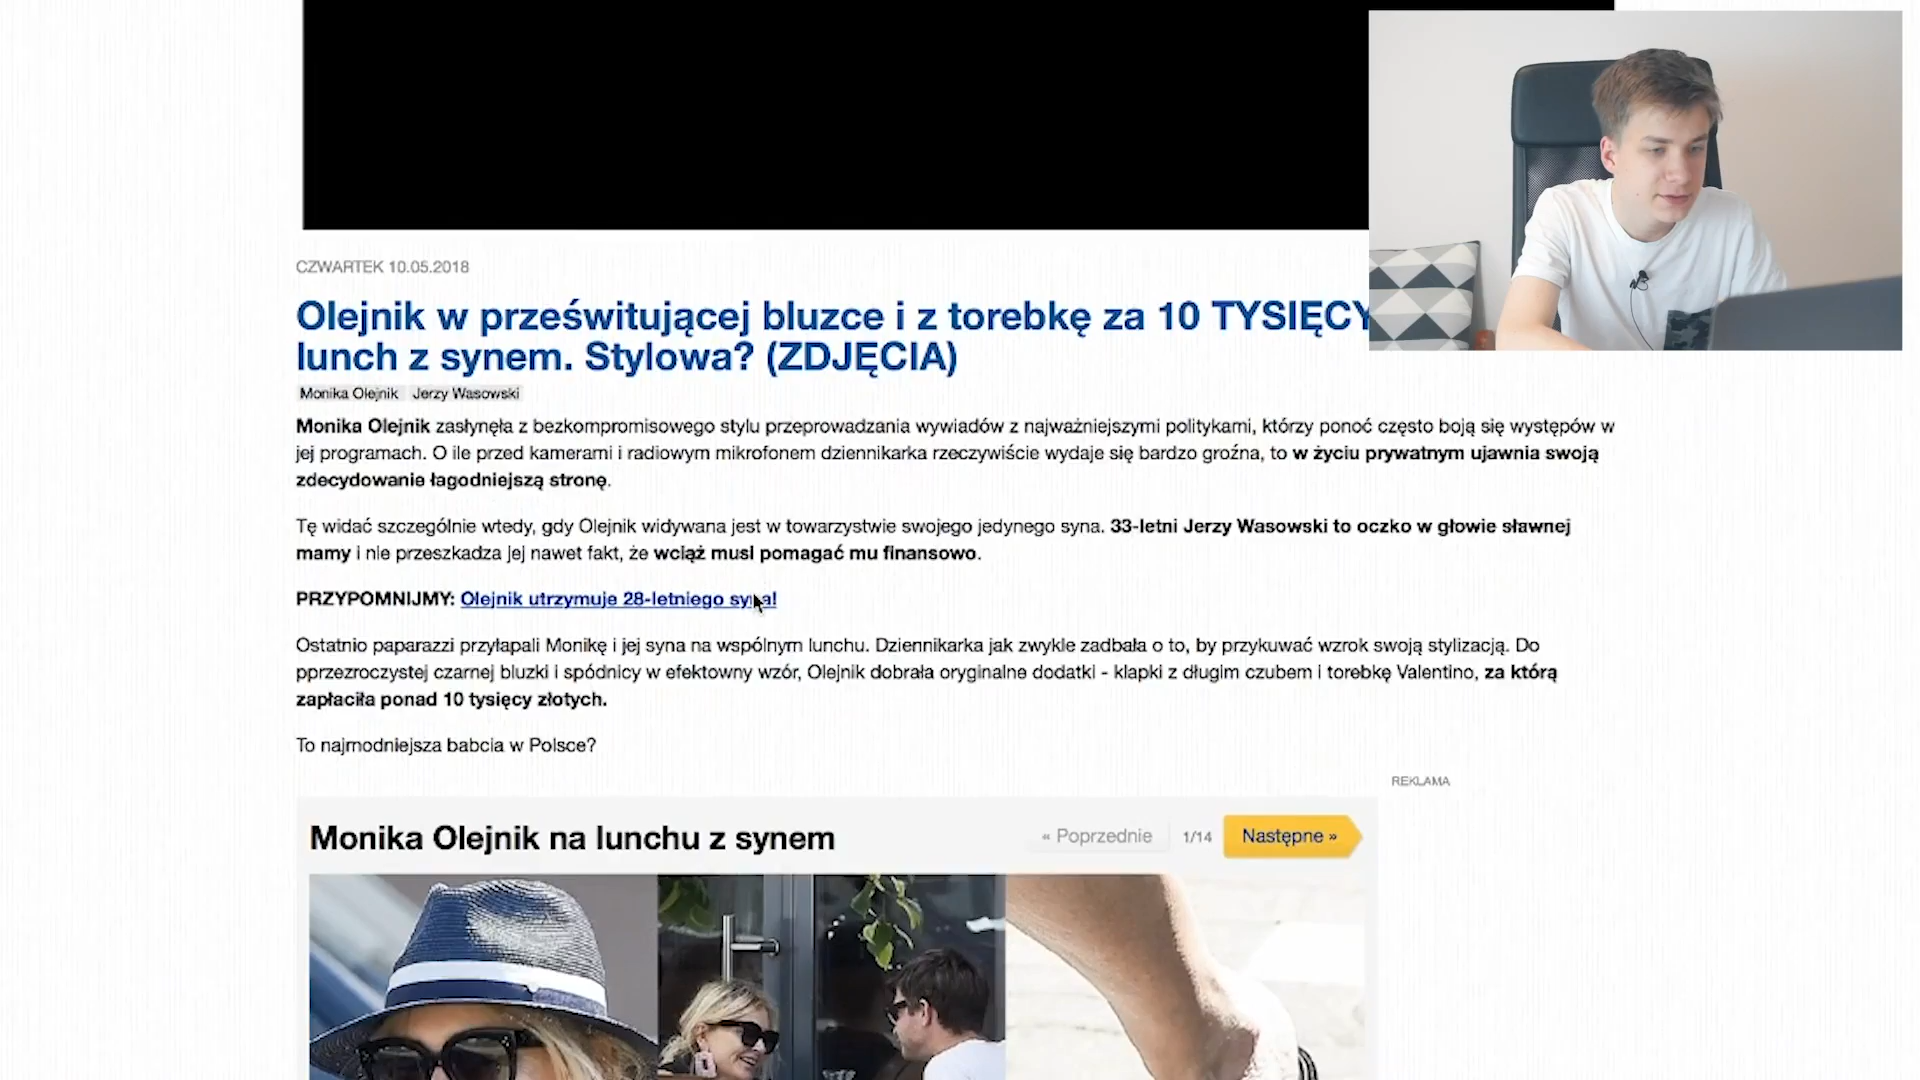 CZWARTEK 10.05.2018
Olejnik w prześwitującej bluzce i z torebkę za 10 TYSIĘCY
lunch z synem. Stylowa? (ZDJĘCIA)
Monika Olejnik Jerzy Wasowski
Monika Olejnik zasłynęła z bezkompromisowego stylu przeprowadzania wywiadów z najważniejszymi politykami, którzy ponoć często boją się występów w
jej programach. O ile przed kamerami i radiowym mikrofonem dziennikarka rzeczywiście wydaje się bardzo groźna, to w życiu prywatnym ujawnia swoją
zdecydowanie łagodniejszą stronę.
Tę widać szczególnie wtedy, gdy Olejnik widywana jest w towarzystwie swojego jedynego syna. 33-letni Jerzy Wasowski to oczko w głowie sławnej
mamy i nie przeszkadza jej nawet fakt, że wciąż musi pomagać mu finansowo.
PRZYPOMNIJMY: Olejnik utrzymuje 28-letniego syna!
Ostatnio paparazzi przyłapali Monikę i jej syna na wspólnym lunchu. Dziennikarka jak zwykle zadbała o to, by przykuwać wzrok swoją stylizacją. Do
pprzezroczystej czarnej bluzki i spódnicy w efektowny wzór, Olejnik dobrała oryginalne dodatki - klapki z długim czubem i torebkę Valentino, za którą
zapłaciła ponad 10 tysięcy złotych.
To najmodniejsza babcia w Polsce?
REKLAMA
Monika Olejnik na lunchu z synem
« Poprzednie 1/14 Następne »